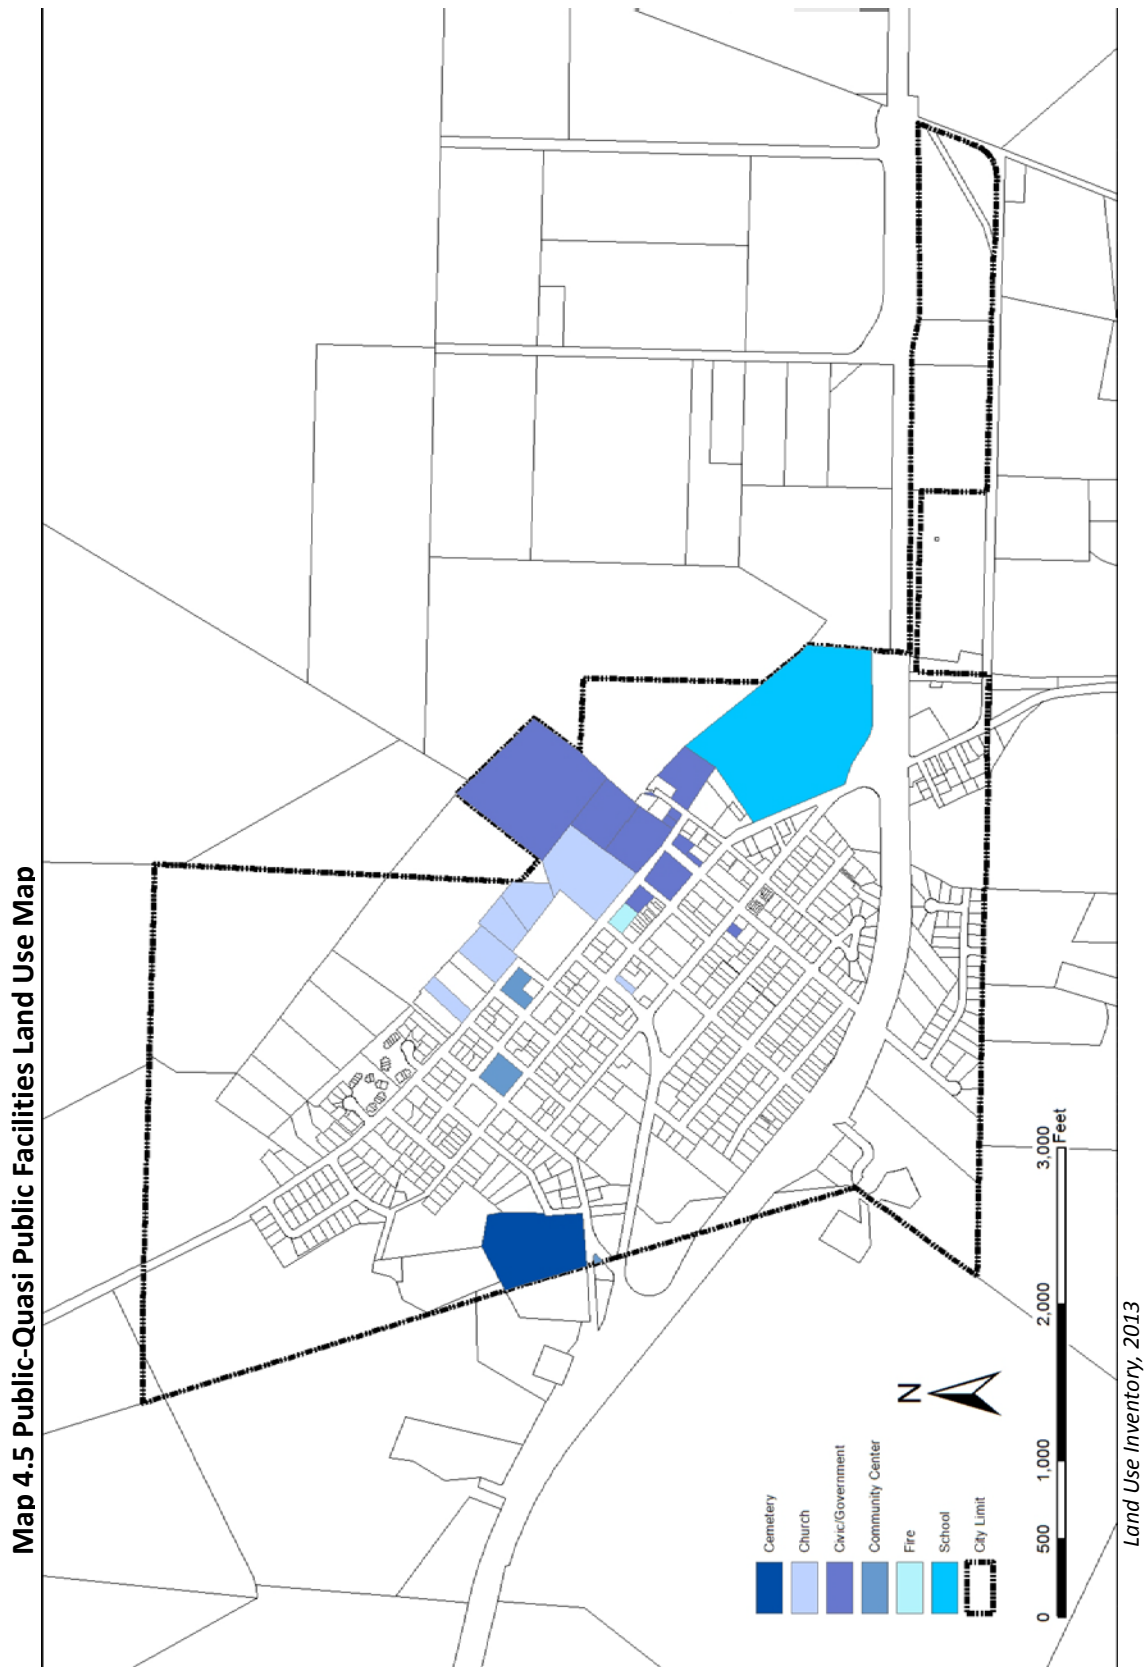 Map 4.5 Public-Quasi Public Facilities Land Use Map
Cemetery
Church
Civic/Government
Community Center
Fire
School
City Limit
N
0 500 1,000 2,000 3,000
Feet
Land Use Inventory, 2013